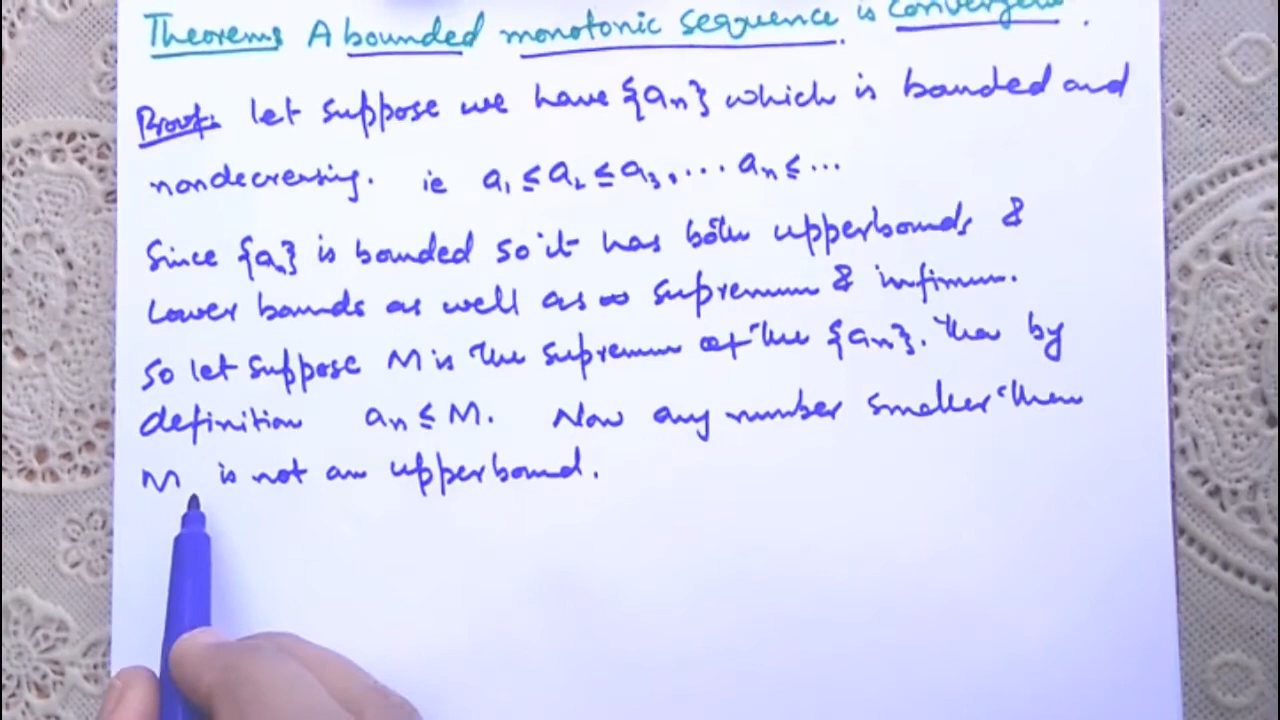 Theorems A bounded monotonic sequence is convergent.
Proof: let suppose we have {aₙ} which is bounded and
nondecreasing. ie a₁ ≤ a₂ ≤ a₃, ... aₙ ≤ ...
Since {aₙ} is bounded so it has both upperbounds &
Lower bounds as well as supremum & infimum.
So let suppose M is the supremum of the {aₙ}. Then by
definition aₙ ≤ M. Now any number smaller than
M is not an upperbound.